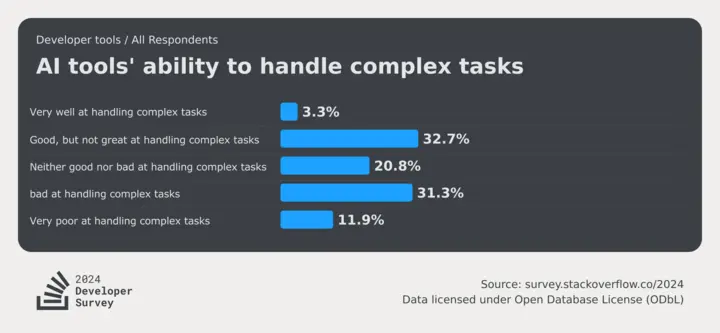 Developer tools / All Respondents
AI tools' ability to handle complex tasks
Very well at handling complex tasks 3.3%
Good, but not great at handling complex tasks 32.7%
Neither good nor bad at handling complex tasks 20.8%
bad at handling complex tasks 31.3%
Very poor at handling complex tasks 11.9%
2024
Developer
Survey
Source: survey.stackoverflow.co/2024
Data licensed under Open Database License (ODbL)